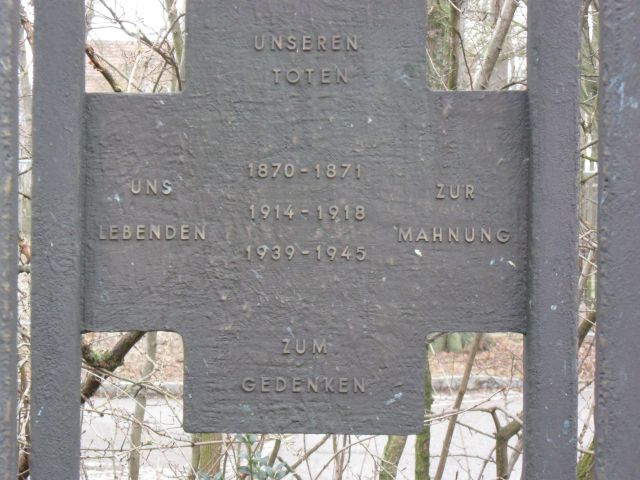 UNSEREN
TOTEN
UNS
LEBENDEN
1870-1871
1914-1918
1939-1945
ZUR
MAHNUNG
ZUM
GEDENKEN